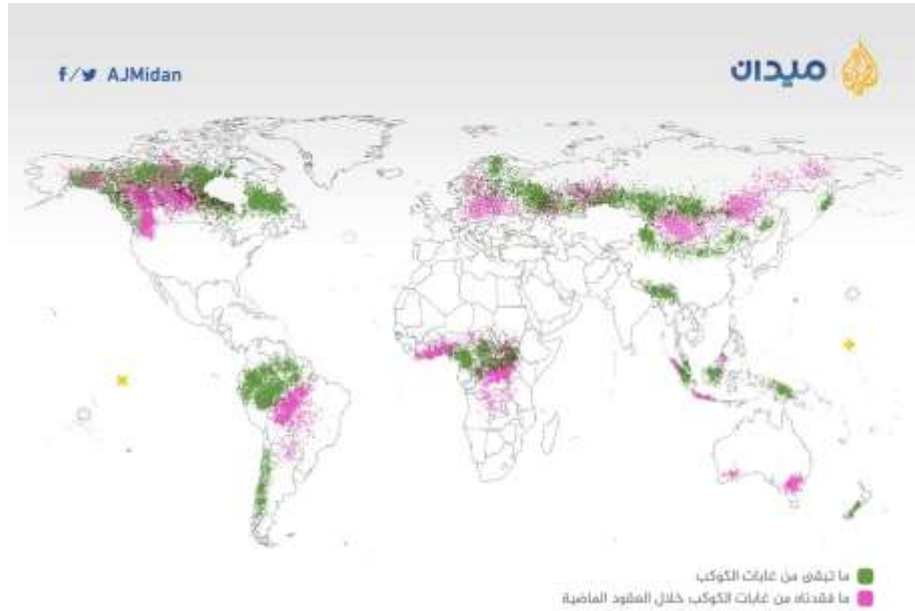 f/ AJMidan
ميدان
ما تبقى من غابات الكوكب
ما فقدناه من غابات الكوكب خلال العقود الماضية